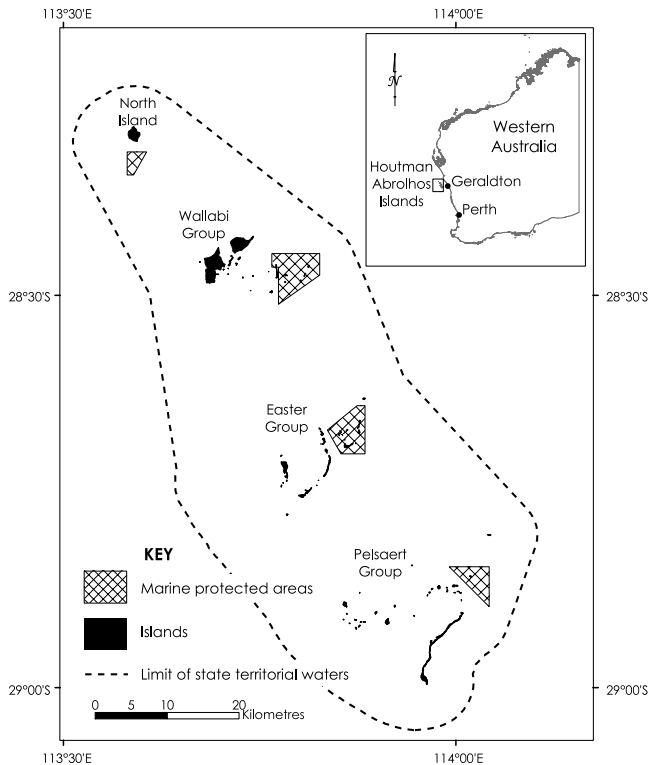 113°30'E
114°00'E
North
Island
N
Western
Australia
Houtman
Abrolhos
Islands
Geraldton
Perth
Wallabi
Group
28°30'S
28°30'S
Easter
Group
KEY
Marine protected areas
Islands
Limit of state territorial waters
0 5 10 20
Kilometres
Pelsaert
Group
29°00'S
29°00'S
113°30'E
114°00'E